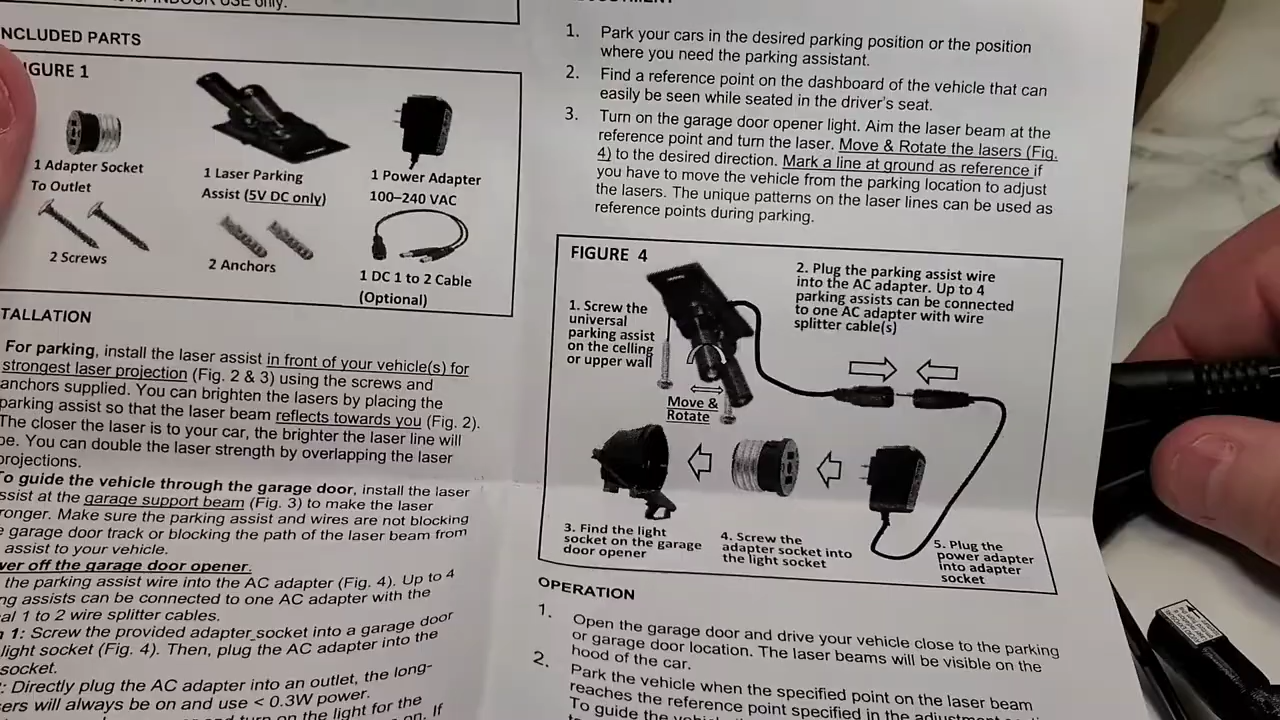 for INDOOR USE only.
NCLUDED PARTS
IGURE 1
1 Adapter Socket
To Outlet
1 Laser Parking
Assist (5V DC only)
1 Power Adapter
100–240 VAC
2 Screws
2 Anchors
1 DC 1 to 2 Cable
(Optional)
TALLATION
For parking, install the laser assist in front of your vehicle(s) for
strongest laser projection (Fig. 2 & 3) using the screws and
anchors supplied. You can brighten the lasers by placing the
parking assist so that the laser beam reflects towards you (Fig. 2).
The closer the laser is to your car, the brighter the laser line will
be. You can double the laser strength by overlapping the laser
projections.
To guide the vehicle through the garage door, install the laser
ssist at the garage support beam (Fig. 3) to make the laser
ronger. Make sure the parking assist and wires are not blocking
e garage door track or blocking the path of the laser beam from
assist to your vehicle.
wer off the garage door opener.
the parking assist wire into the AC adapter (Fig. 4). Up to 4
ng assists can be connected to one AC adapter with the
al 1 to 2 wire splitter cables.
n 1: Screw the provided adapter socket into a garage door
light socket (Fig. 4). Then, plug the AC adapter into the
socket.
2: Directly plug the AC adapter into an outlet, the long-
sers will always be on and use < 0.3W power.
turn on the light for the
on. If
1. Park your cars in the desired parking position or the position
where you need the parking assistant.
2. Find a reference point on the dashboard of the vehicle that can
easily be seen while seated in the driver's seat.
3. Turn on the garage door opener light. Aim the laser beam at the
reference point and turn the laser. Move & Rotate the lasers (Fig.
4) to the desired direction. Mark a line at ground as reference if
you have to move the vehicle from the parking location to adjust
the lasers. The unique patterns on the laser lines can be used as
reference points during parking.
FIGURE 4
1. Screw the
universal
parking assist
on the celling
or upper wall
2. Plug the parking assist wire
into the AC adapter. Up to 4
parking assists can be connected
to one AC adapter with wire
splitter cable(s)
Move &
Rotate
3. Find the light
socket on the garage
door opener
4. Screw the
adapter socket into
the light socket
5. Plug the
power adapter
into adapter
socket
OPERATION
1. Open the garage door and drive your vehicle close to the parking
or garage door location. The laser beams will be visible on the
hood of the car.
2. Park the vehicle when the specified point on the laser beam
reaches the reference point specified in the adjustment
To guide the